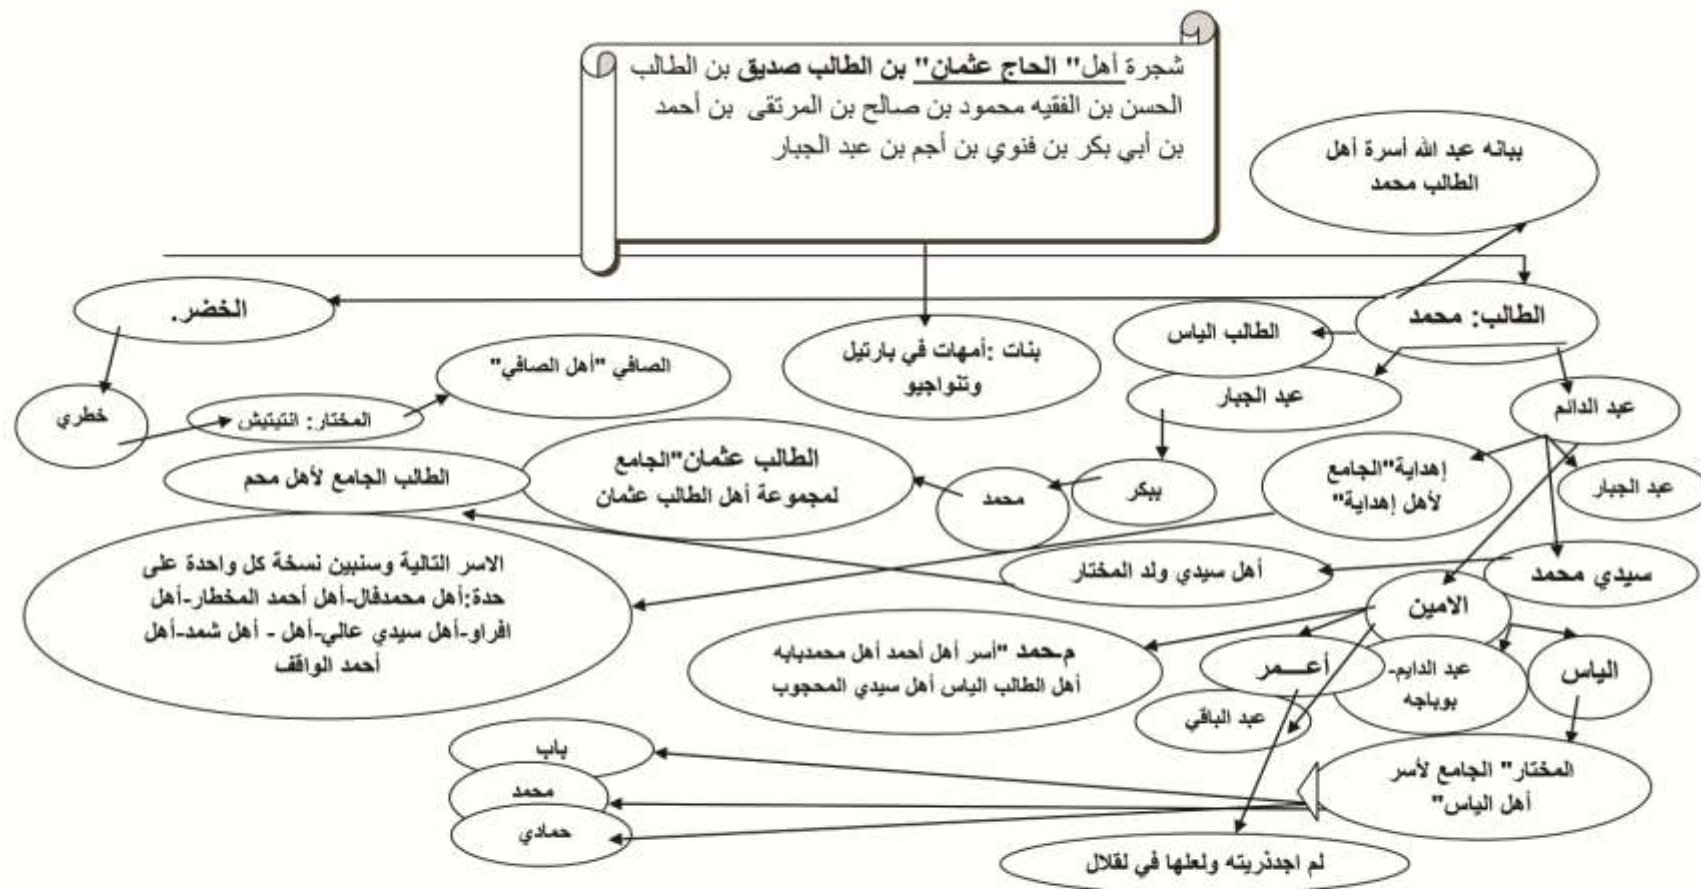 شجرة أهل" الحاج عثمان" بن الطالب صديق بن الطالب
الحسن بن الفقيه محمود بن صالح بن المرتقى بن أحمد
بن أبي بكر بن فنوي بن أجم بن عبد الجبار
ببانه عبد الله أسرة أهل
الطالب محمد
الطالب: محمد
الخضر.
الطالب الياس
بنات :أمهات في بارتيل
وتنواجيو
الصافي "أهل الصافي"
عبد الجبار
عبد الدائم
خطري
المختار: انتيتيش
الطالب عثمان"الجامع
لمجموعة أهل الطالب عثمان
إهداية"الجامع
لأهل إهداية"
الطالب الجامع لأهل محم
عبد الجبار
ببكر
محمد
أهل سيدي ولد المختار
سيدي محمد
الاسر التالية وسنبين نسخة كل واحدة على
حدة:أهل محمدفال-أهل أحمد المخطار-أهل
افراو-أهل سيدي عالي-أهل - أهل شمد-أهل
أحمد الواقف
الامين
م.حمد "أسر أهل أحمد أهل محمدبابه
أهل الطالب الياس أهل سيدي المحجوب
أعـــمر
عبد الدايم-
بوباجه
الياس
عبد الباقي
باب
محمد
حمادي
المختار" الجامع لأسر
أهل الياس"
لم اجدذريته ولعلها في لقلال